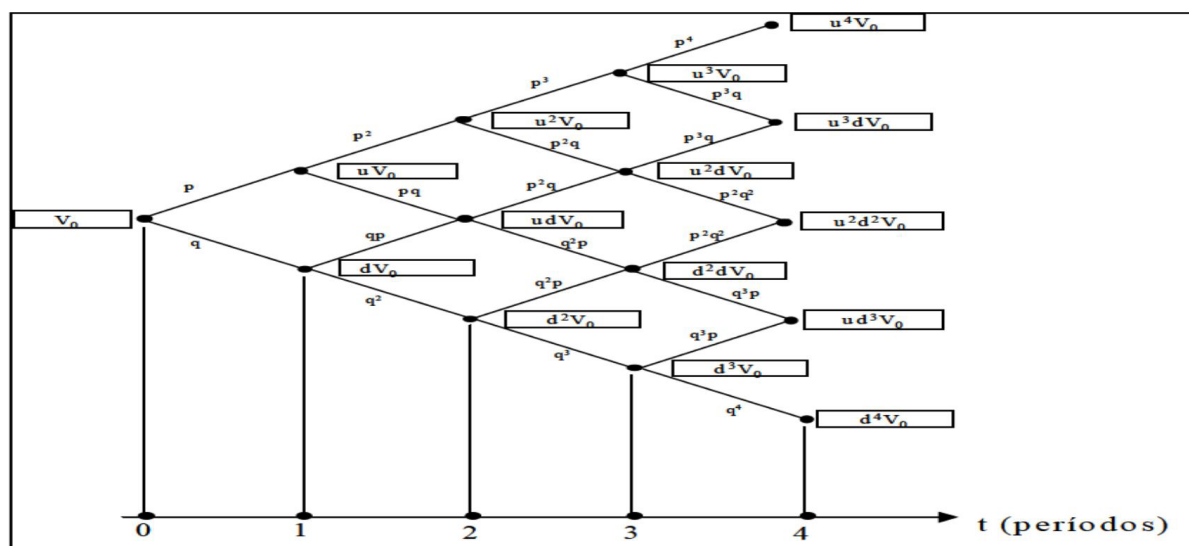 u⁴V₀
p⁴
u³V₀
p³
p³q
u²V₀
u³dV₀
p²
p²q
p³q
uV₀
u²dV₀
p
pq
p²q
p²q²
V₀
udV₀
u²d²V₀
q
qp
q²p
p²q²
dV₀
d²dV₀
q²
q²p
q³p
d²V₀
ud³V₀
q³
q³p
d³V₀
q⁴
d⁴V₀
0 1 2 3 4 t (períodos)